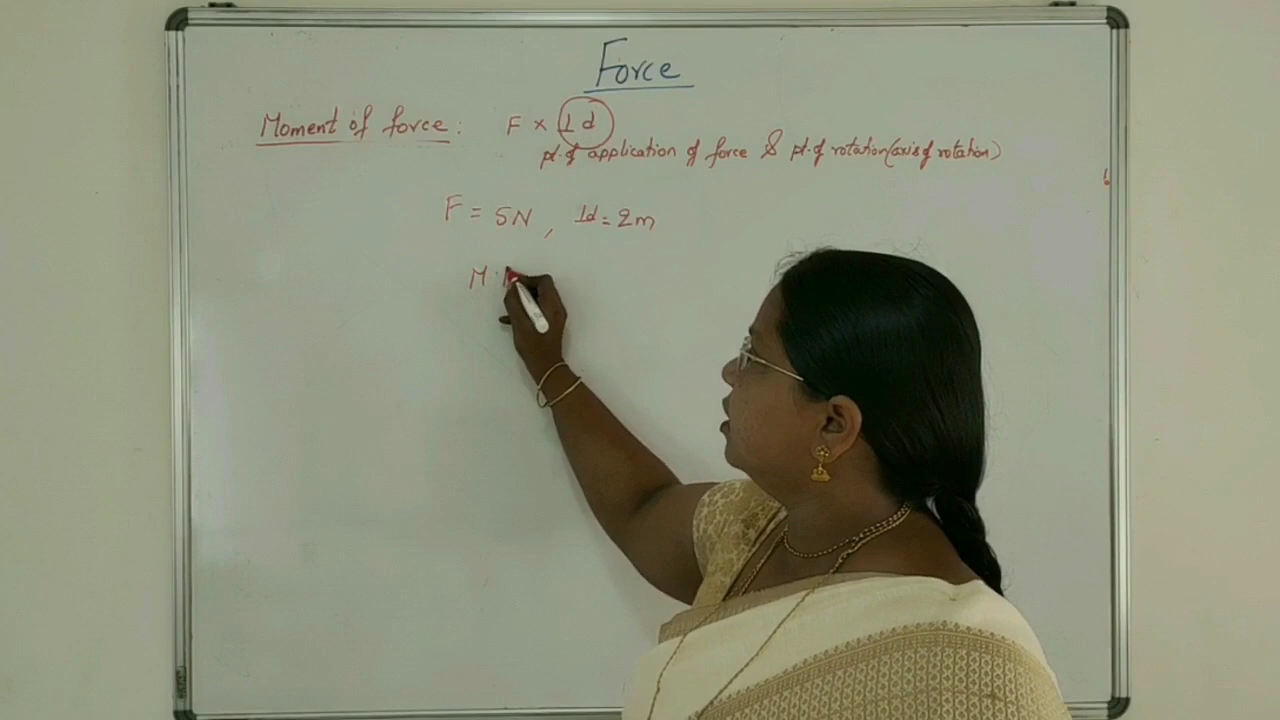 Force
Moment of force: F × ⊥ d
pt. of application of force & pt. of rotation (axis of rotation)
F = 5N, ⊥d = 2m
M.